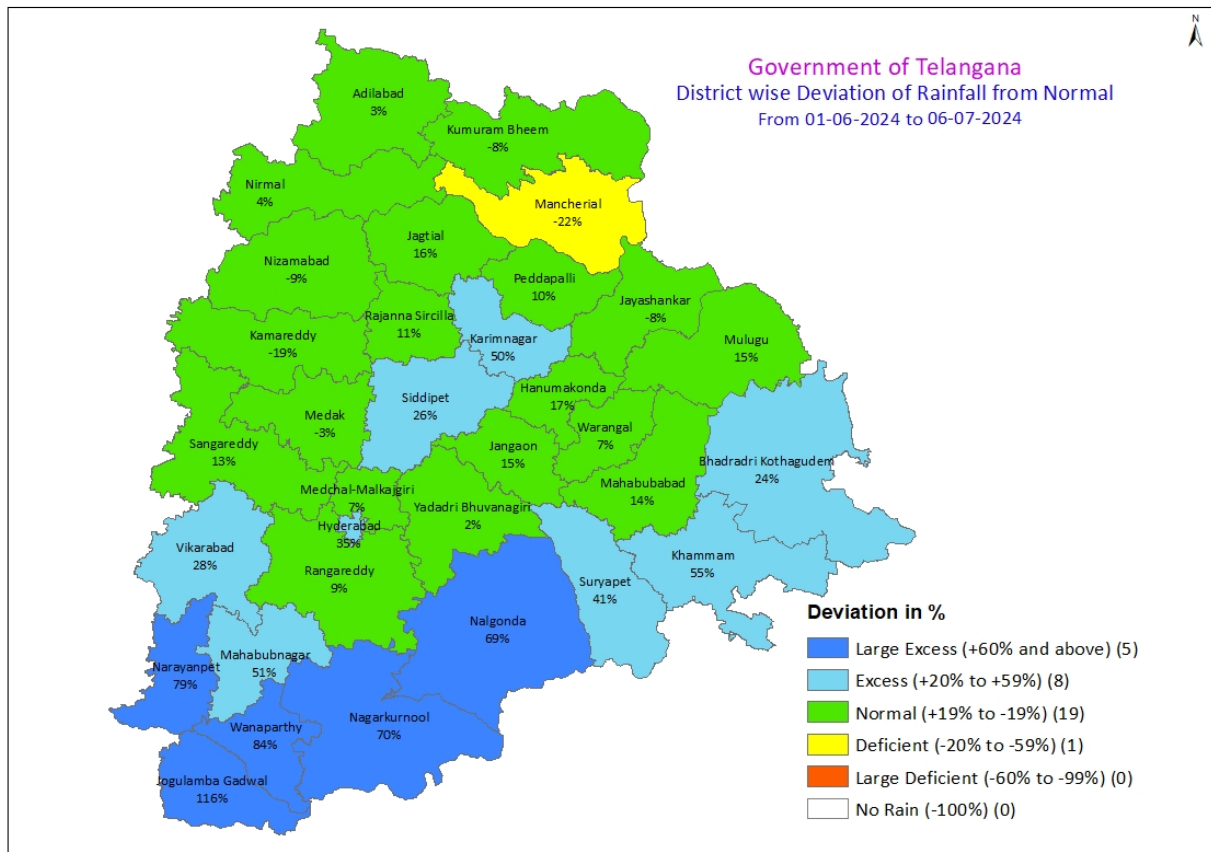 N
Government of Telangana
District wise Deviation of Rainfall from Normal
From 01-06-2024 to 06-07-2024
Adilabad
3%
Kumuram Bheem
-8%
Nirmal
4%
Mancherial
-22%
Jagtial
16%
Nizamabad
-9%
Peddapalli
10%
Jayashankar
-8%
Rajanna Sircilla
11%
Kamareddy
-19%
Karimnagar
50%
Mulugu
15%
Hanumakonda
17%
Siddipet
26%
Medak
-3%
Warangal
7%
Sangareddy
13%
Jangaon
15%
Bhadradri Kothagudem
24%
Mahabubabad
14%
Medchal-Malkajgiri
7%
Yadadri Bhuvanagiri
2%
Hyderabad
35%
Vikarabad
28%
Khammam
55%
Rangareddy
9%
Suryapet
41%
Nalgonda
69%
Mahabubnagar
51%
Narayanpet
79%
Nagarkurnool
70%
Wanaparthy
84%
Jogulamba Gadwal
116%
Deviation in %
Large Excess (+60% and above) (5)
Excess (+20% to +59%) (8)
Normal (+19% to -19%) (19)
Deficient (-20% to -59%) (1)
Large Deficient (-60% to -99%) (0)
No Rain (-100%) (0)